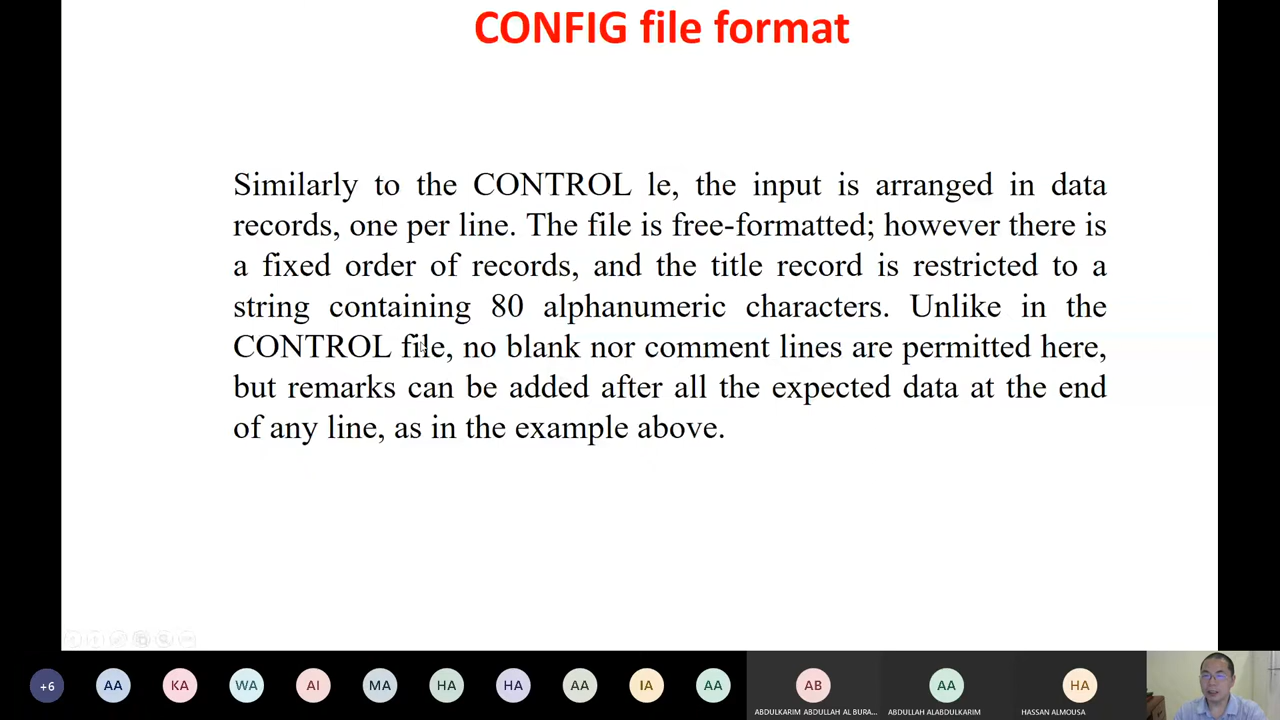 CONFIG file format
Similarly to the CONTROL le, the input is arranged in data
records, one per line. The file is free-formatted; however there is
a fixed order of records, and the title record is restricted to a
string containing 80 alphanumeric characters. Unlike in the
CONTROL file, no blank nor comment lines are permitted here,
but remarks can be added after all the expected data at the end
of any line, as in the example above.
+6 AA KA WA AI MA HA HA AA IA AA AB AA HA
ABDULKARIM ABDULLAH AL BURA... ABDULLAH ALABDULKARIM HASSAN ALMOUSA